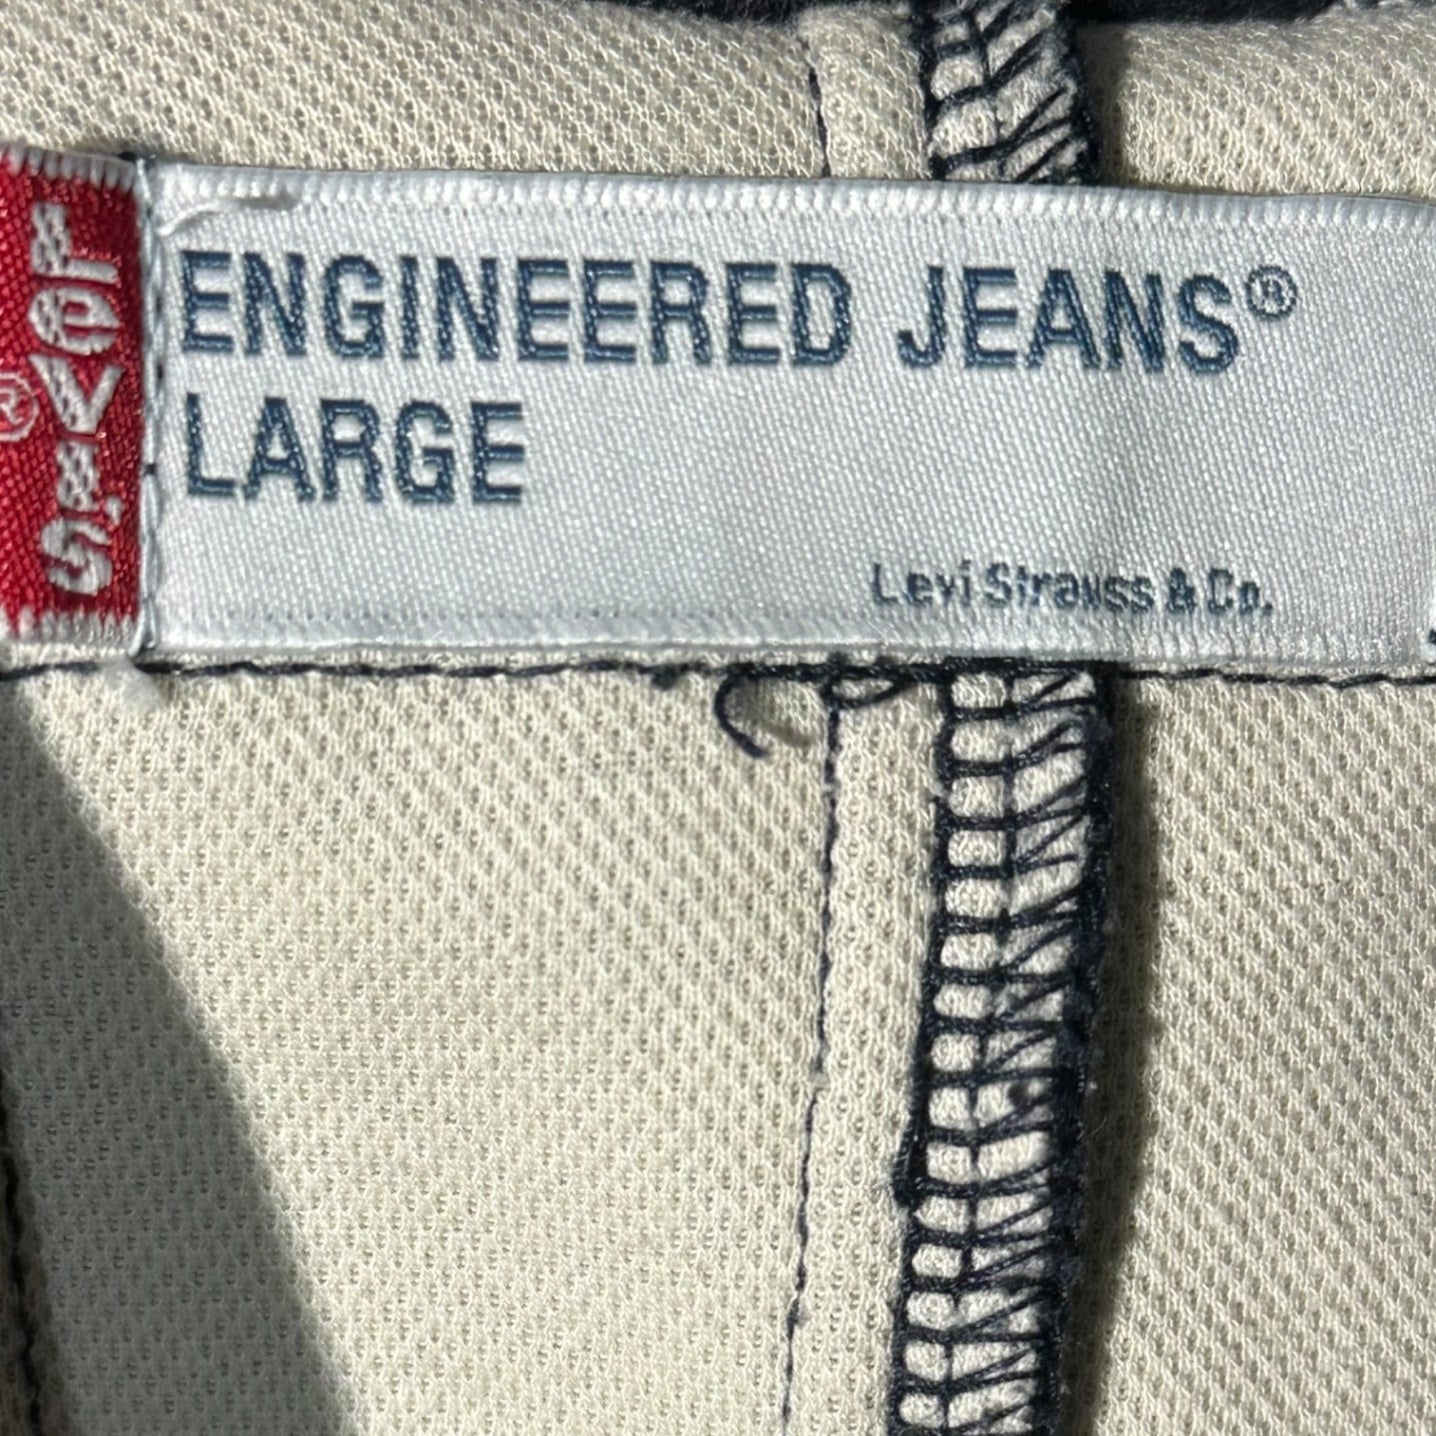 LEVI'S
®
ENGINEERED JEANS®
LARGE
Levi Strauss & Co.